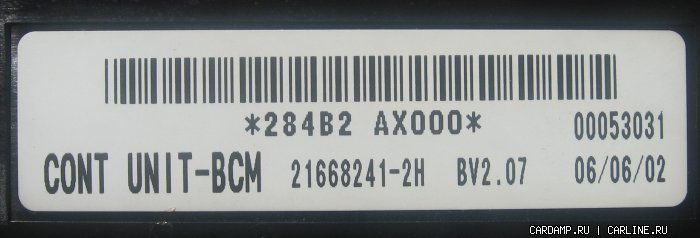 *284B2 AX000* 00053031
CONT UNIT-BCM 21668241-2H BV2.07 06/06/02
CARDAMP.RU | CARLINE.RU